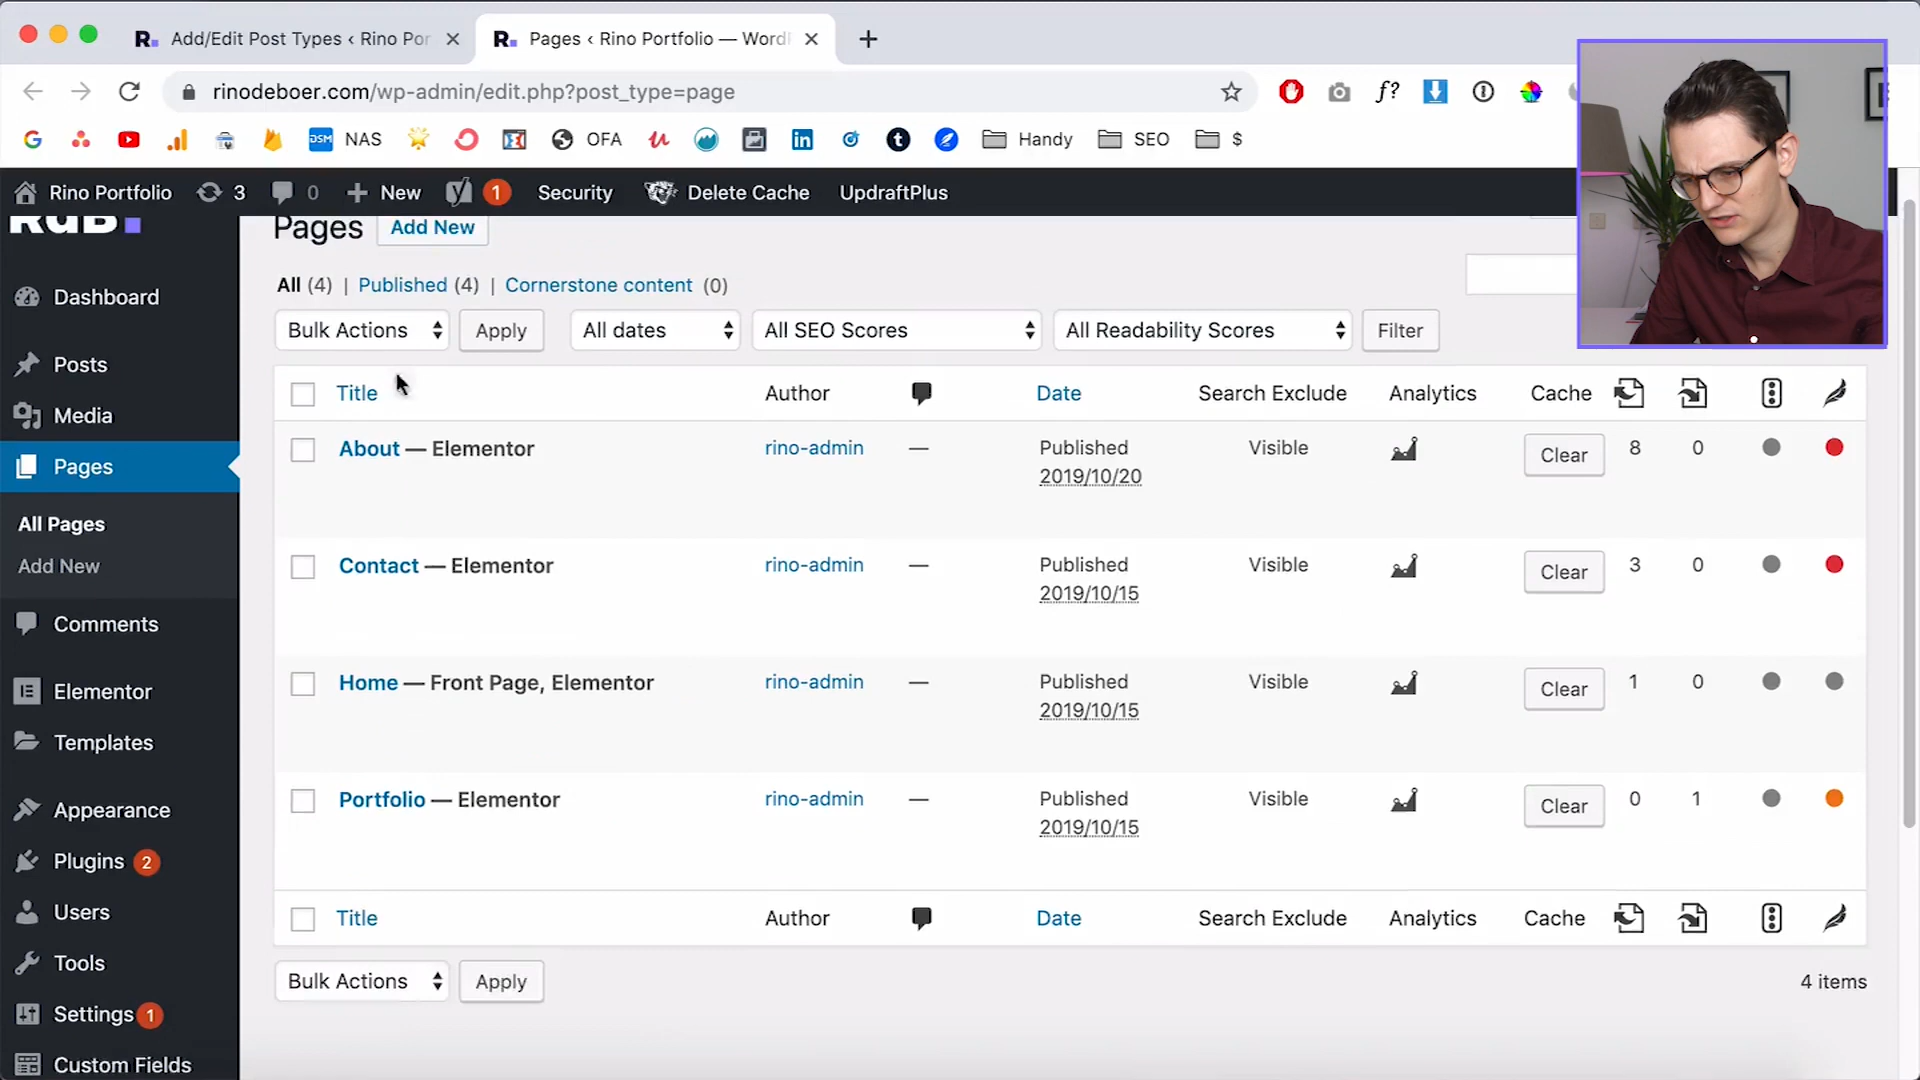 R. Add/Edit Post Types ‹ Rino Por
R. Pages ‹ Rino Portfolio — Word
rinodeboer.com/wp-admin/edit.php?post_type=page
f?
DSM NAS
OFA
Handy
SEO
$
Rino Portfolio
3
0
New
1
Security
Delete Cache
UpdraftPlus
RdB.
Pages
Add New
All (4) | Published (4) | Cornerstone content (0)
Bulk Actions
Apply
All dates
All SEO Scores
All Readability Scores
Filter
Title Author Date Search Exclude Analytics Cache
About — Elementor rino-admin — Published 2019/10/20 Visible Clear 8 0
Contact — Elementor rino-admin — Published 2019/10/15 Visible Clear 3 0
Home — Front Page, Elementor rino-admin — Published 2019/10/15 Visible Clear 1 0
Portfolio — Elementor rino-admin — Published 2019/10/15 Visible Clear 0 1
Title Author Date Search Exclude Analytics Cache
Bulk Actions
Apply
4 items
Dashboard
Posts
Media
Pages
All Pages
Add New
Comments
Elementor
Templates
Appearance
Plugins 2
Users
Tools
Settings 1
Custom Fields